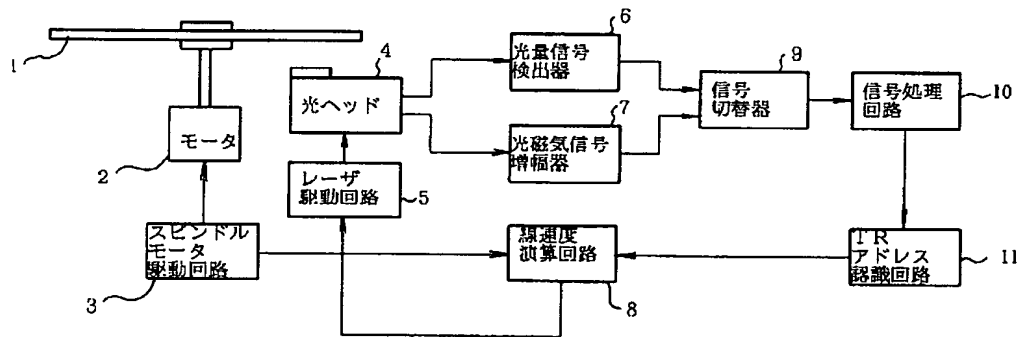 1
モータ
2
スピンドル
モータ
駆動回路
3
4
光ヘッド
レーザ
駆動回路
5
6
光量信号
検出器
7
光磁気信号
増幅器
線速度
演算回路
8
9
信号
切替器
信号処理
回路
10
TR
アドレス
認識回路
11